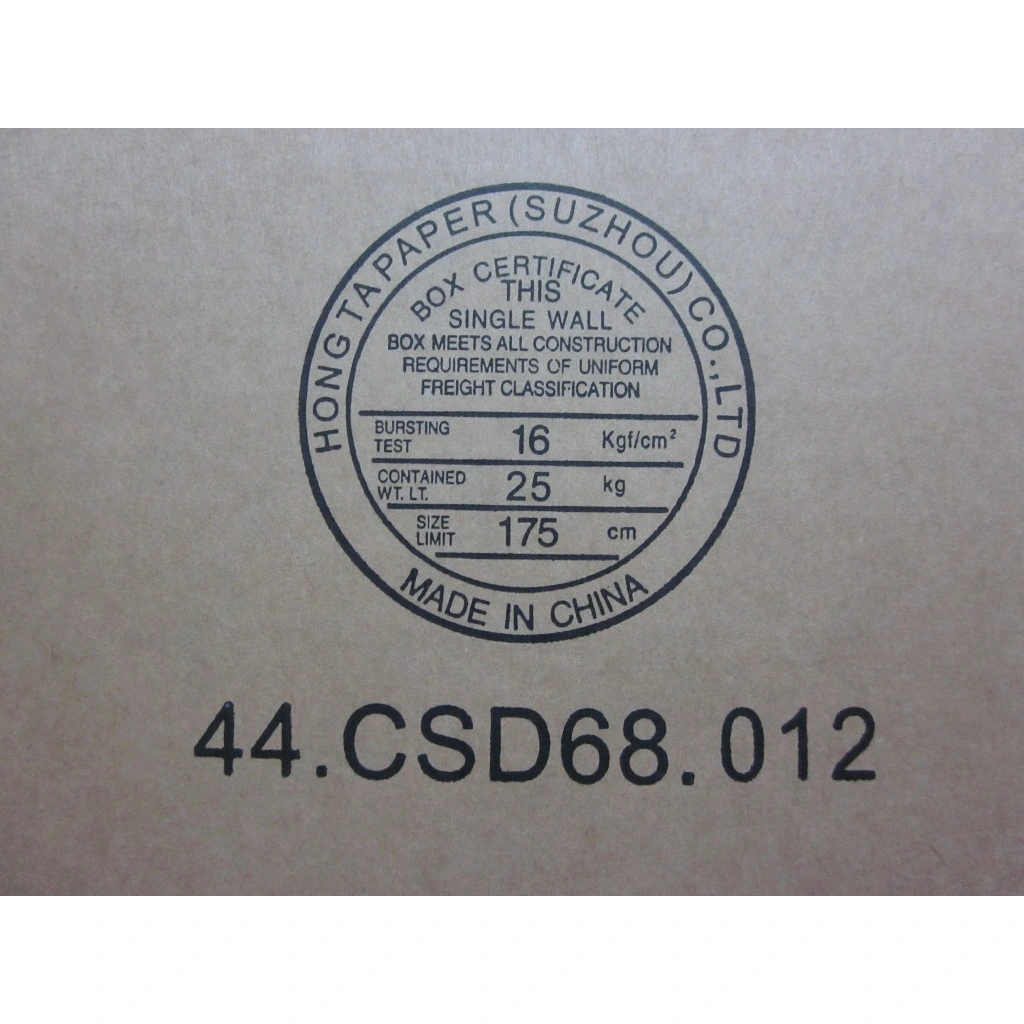 HONG TA PAPER (SUZHOU) CO.,LTD
BOX CERTIFICATE
THIS
SINGLE WALL
BOX MEETS ALL CONSTRUCTION
REQUIREMENTS OF UNIFORM
FREIGHT CLASSIFICATION
BURSTING TEST 16 Kgf/cm²
CONTAINED WT. LT. 25 kg
SIZE LIMIT 175 cm
MADE IN CHINA
44.CSD68.012